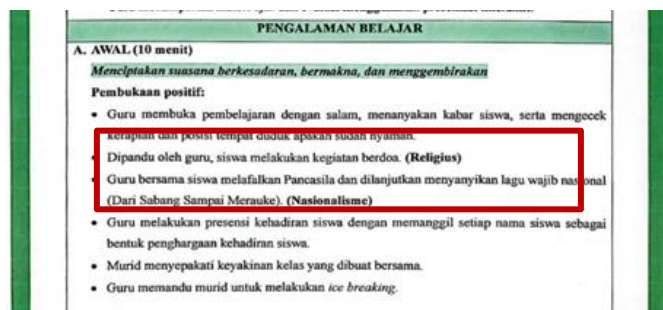 PENGALAMAN BELAJAR
A. AWAL (10 menit)
Menciptakan suasana berkesadaran, bermakna, dan menggembirakan
Pembukaan positif:
• Guru membuka pembelajaran dengan salam, menanyakan kabar siswa, serta mengecek
kerapian dan posisi tempat duduk apakah sudah nyaman.
• Dipandu oleh guru, siswa melakukan kegiatan berdoa. (Religius)
• Guru bersama siswa melafalkan Pancasila dan dilanjutkan menyanyikan lagu wajib nasional
(Dari Sabang Sampai Merauke). (Nasionalisme)
• Guru melakukan presensi kehadiran siswa dengan memanggil setiap nama siswa sebagai
bentuk penghargaan kehadiran siswa.
• Murid menyepakati keyakinan kelas yang dibuat bersama.
• Guru memandu murid untuk melakukan ice breaking.